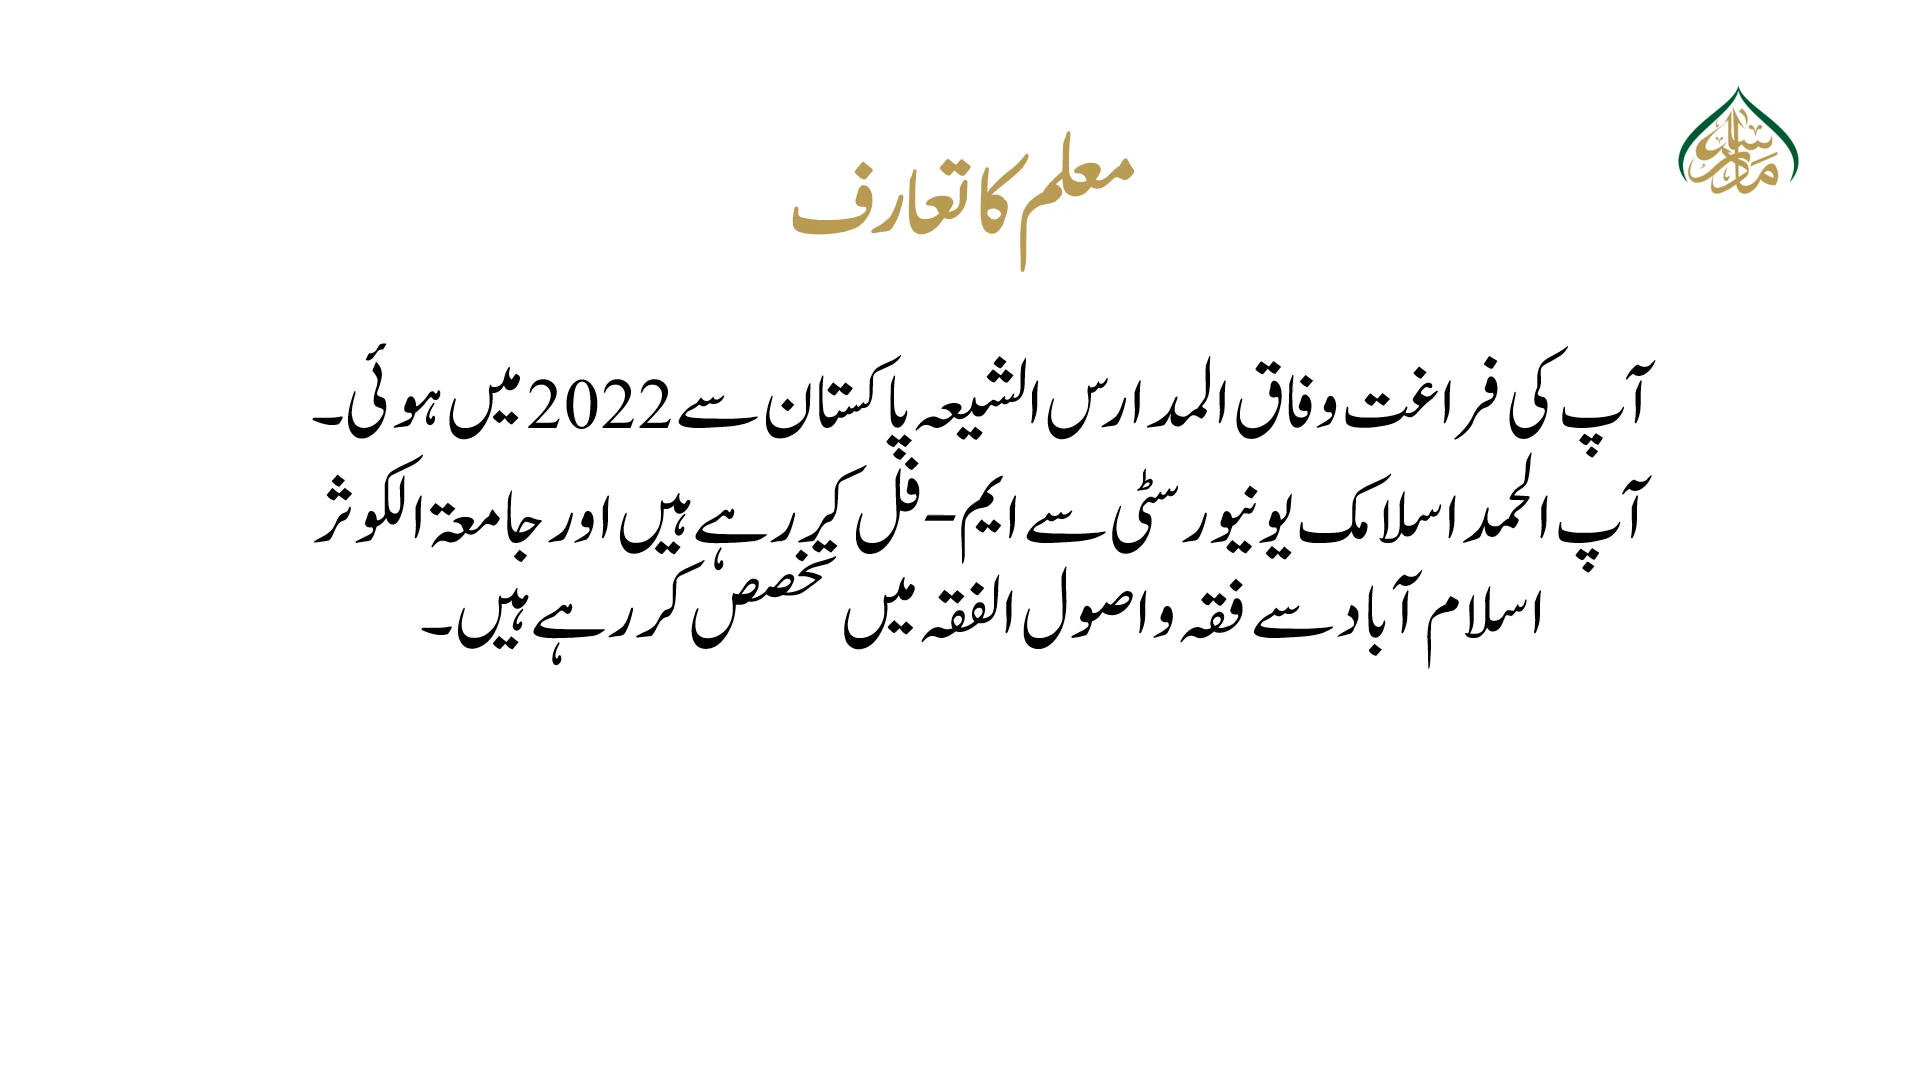 معلم کا تعارف
آپ کی فراغت وفاق المدارس الشیعہ پاکستان سے 2022 میں ہوئی۔
آپ الحمد اسلامک یونیورسٹی سے ایم-فل کر رہے ہیں اور جامعۃ الکوثر
اسلام آباد سے فقہ و اصول الفقہ میں تخصص کر رہے ہیں۔